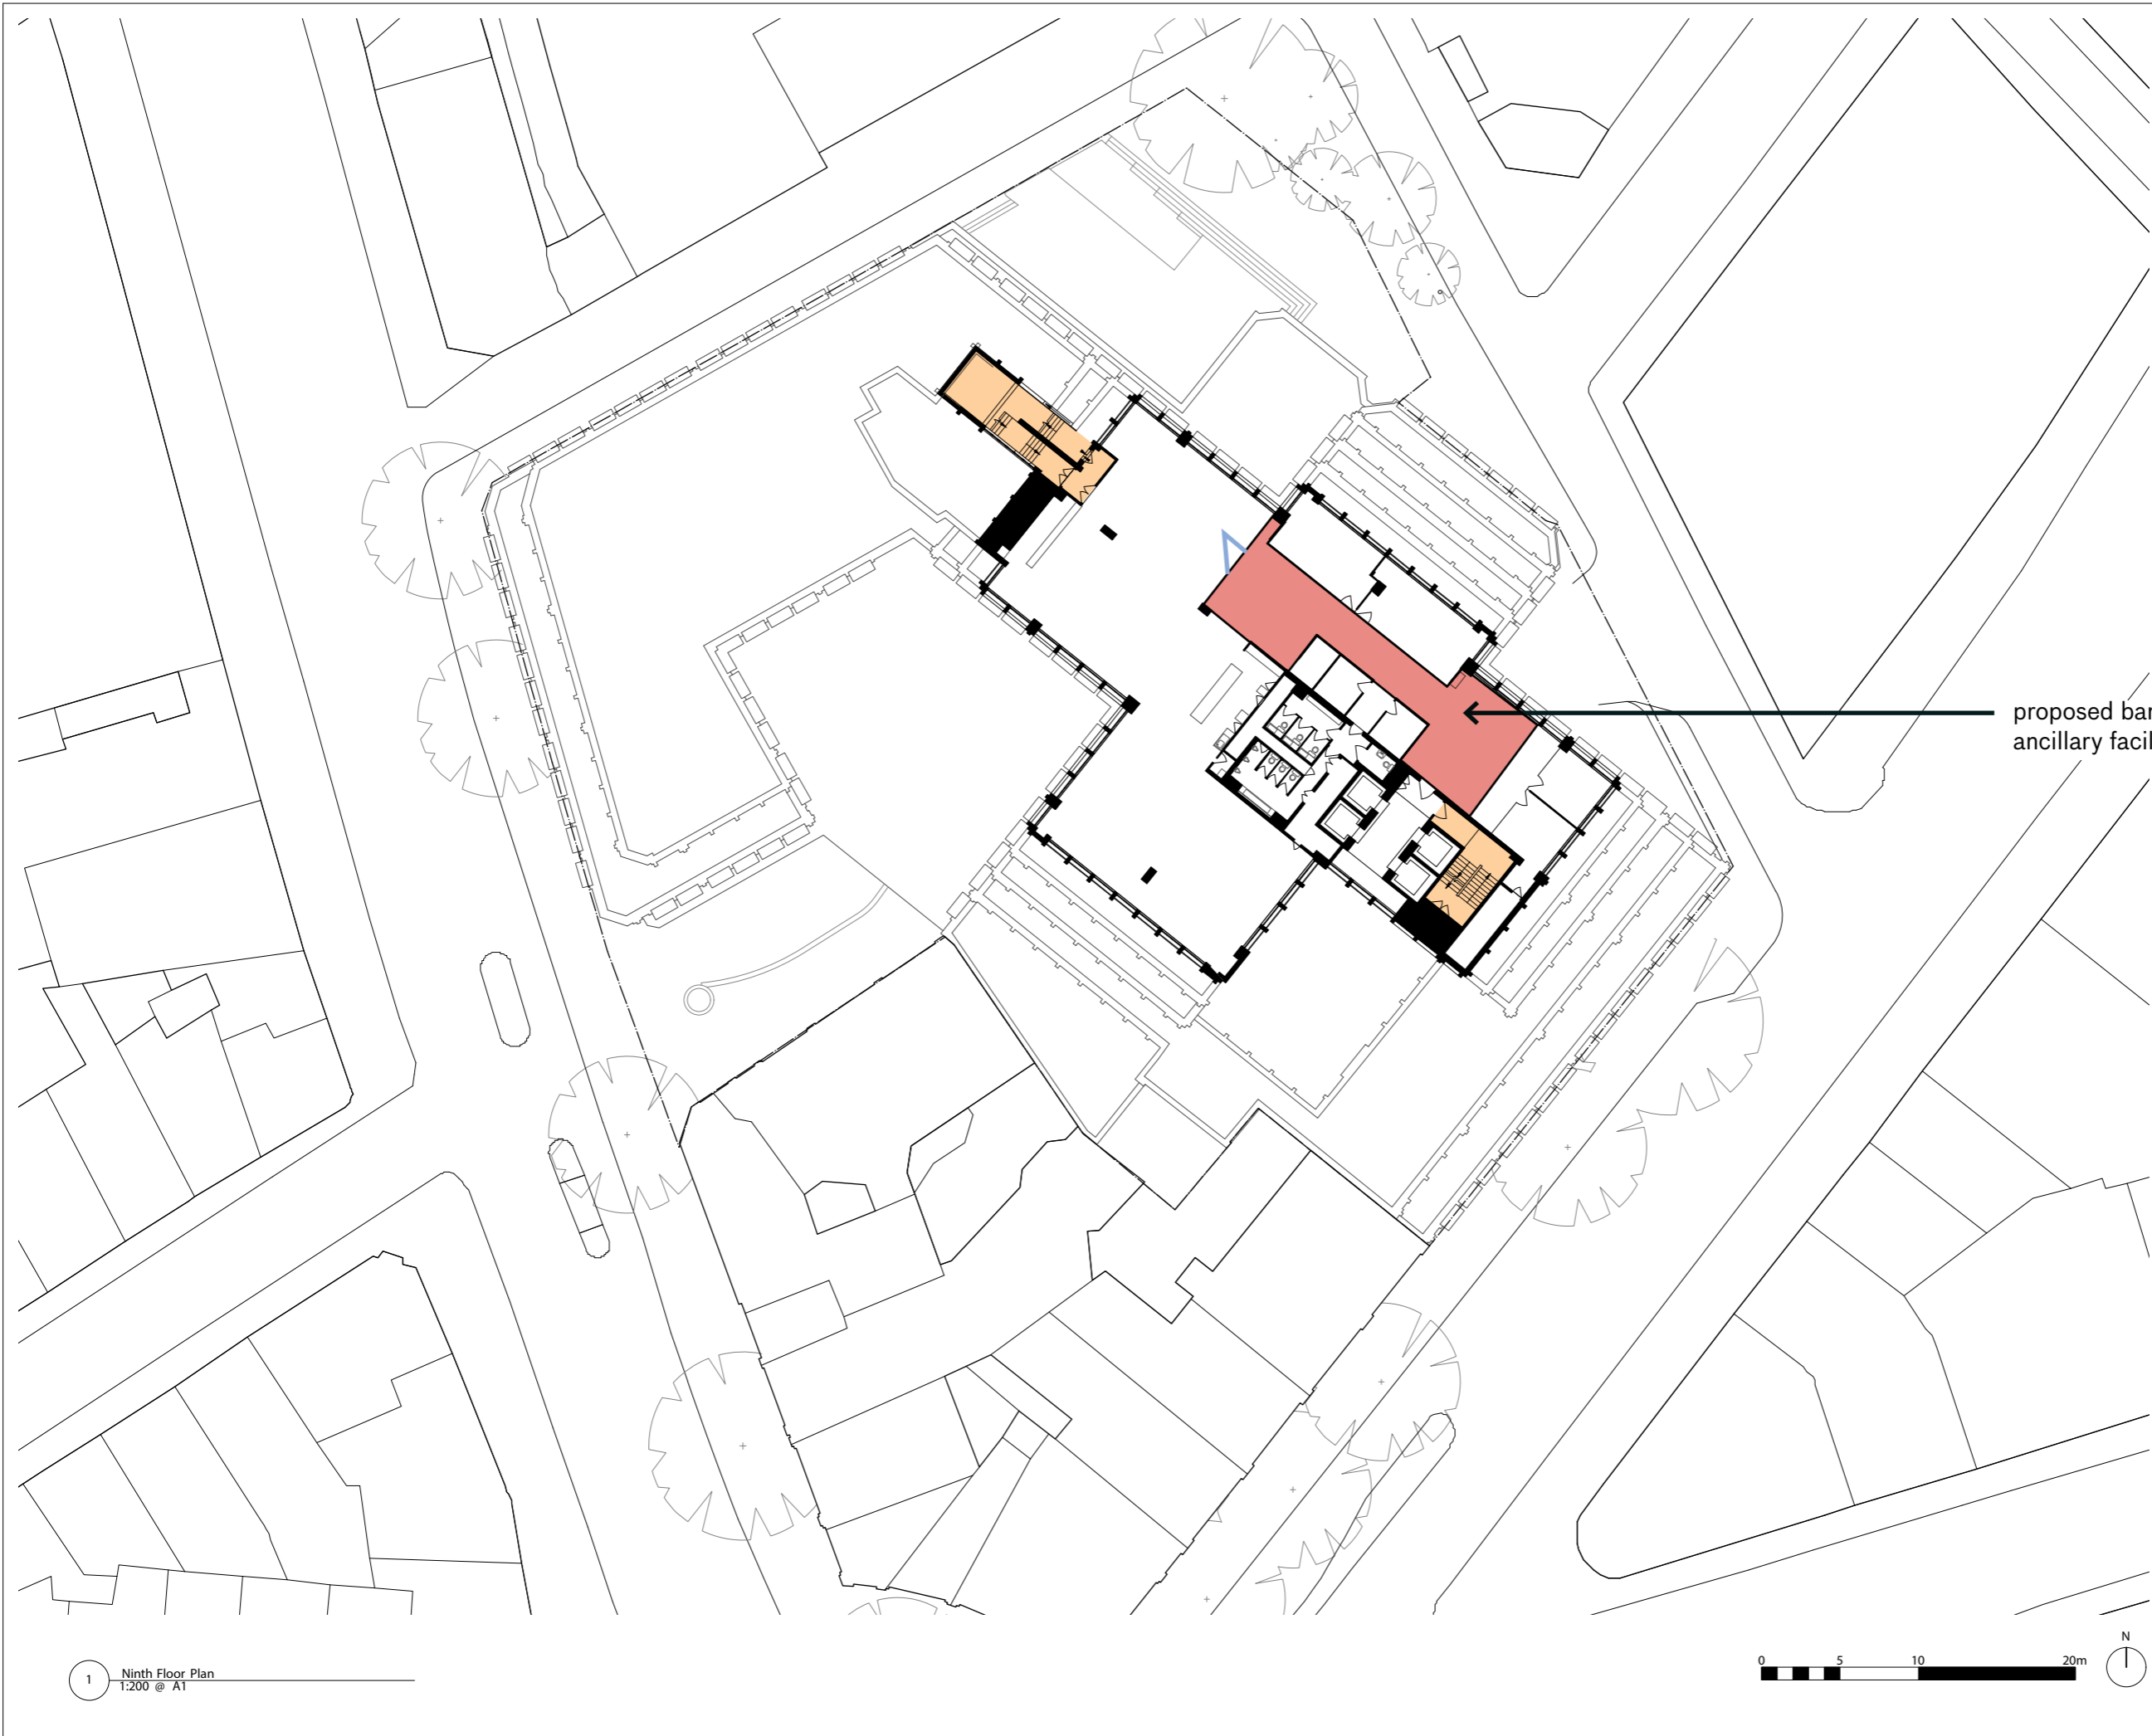 proposed bar
ancillary facil
N
0 5 10 20m
1
Ninth Floor Plan
1:200 @ A1